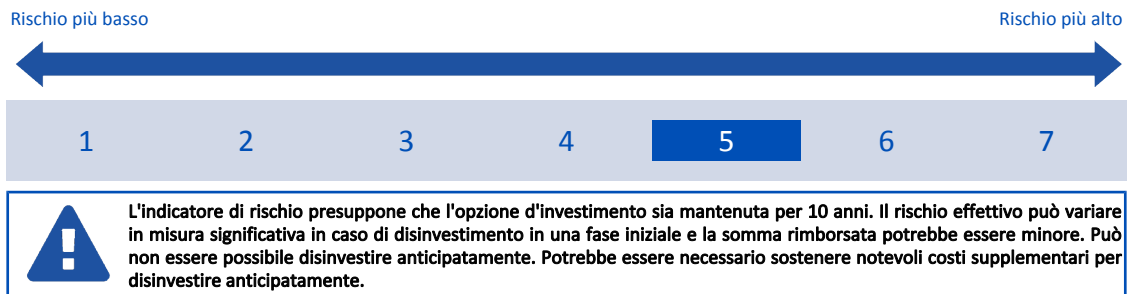 Rischio più basso Rischio più alto
1 2 3 4 5 6 7
L'indicatore di rischio presuppone che l'opzione d'investimento sia mantenuta per 10 anni. Il rischio effettivo può variare
in misura significativa in caso di disinvestimento in una fase iniziale e la somma rimborsata potrebbe essere minore. Può
non essere possibile disinvestire anticipatamente. Potrebbe essere necessario sostenere notevoli costi supplementari per
disinvestire anticipatamente.